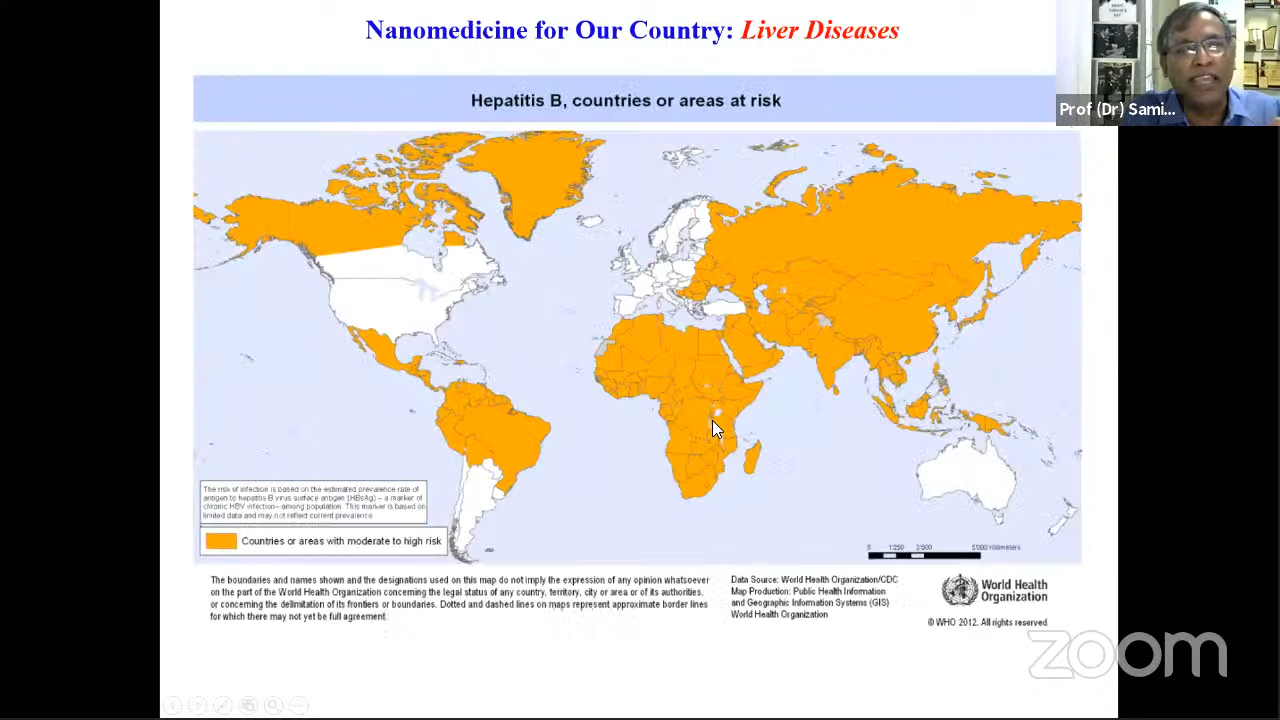 Nanomedicine for Our Country: Liver Diseases
Hepatitis B, countries or areas at risk
Prof (Dr) Sami...
The risk of infection is based on the estimated prevalence rate of
antigen to hepatitis B virus surface antigen (HBsAg) – a marker of
chronic HBV infection– among population. This marker is based on
limited data and may not reflect current prevalence
Countries or areas with moderate to high risk
0 1'250 2'500 5'000 Kilometers
The boundaries and names shown and the designations used on this map do not imply the expression of any opinion whatsoever
on the part of the World Health Organization concerning the legal status of any country, territory, city or area or of its authorities,
or concerning the delimitation of its frontiers or boundaries. Dotted and dashed lines on maps represent approximate border lines
for which there may not yet be full agreement.
Data Source: World Health Organization/CDC
Map Production: Public Health Information
and Geographic Information Systems (GIS)
World Health Organization
World Health
Organization
© WHO 2012. All rights reserved
zoom